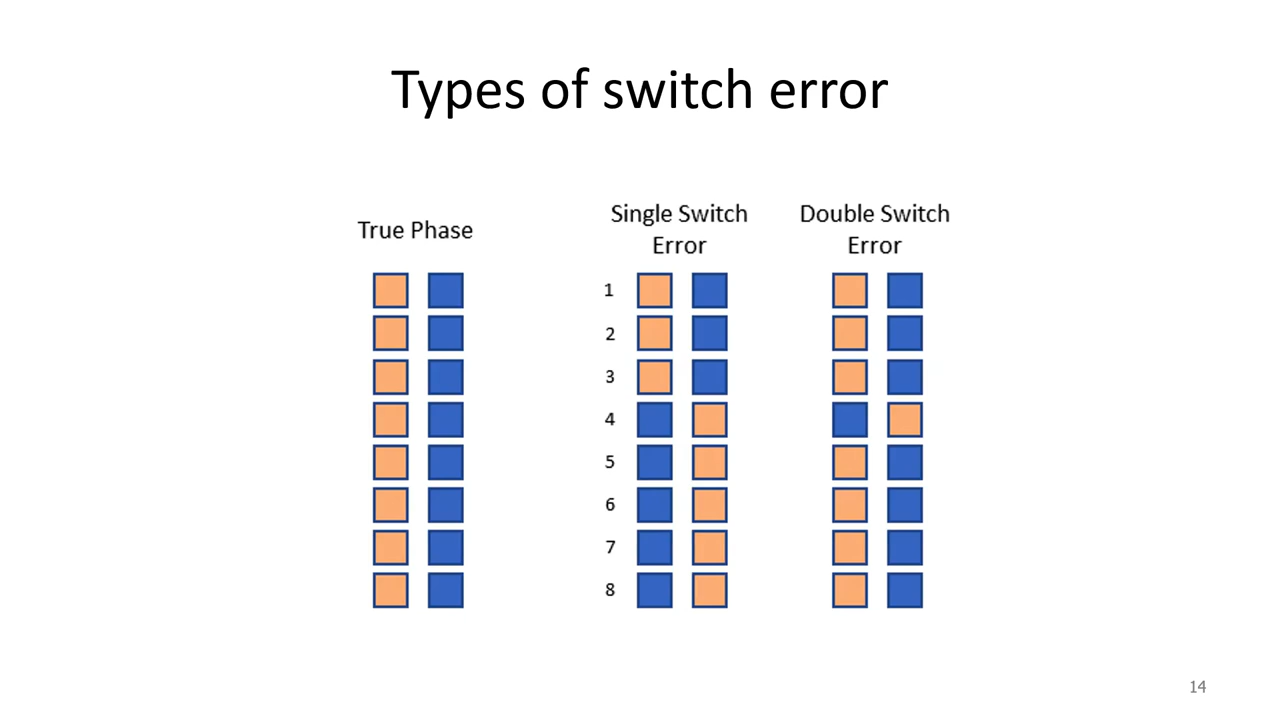 Types of switch error
True Phase
Single Switch
Error
Double Switch
Error
1
2
3
4
5
6
7
8
14